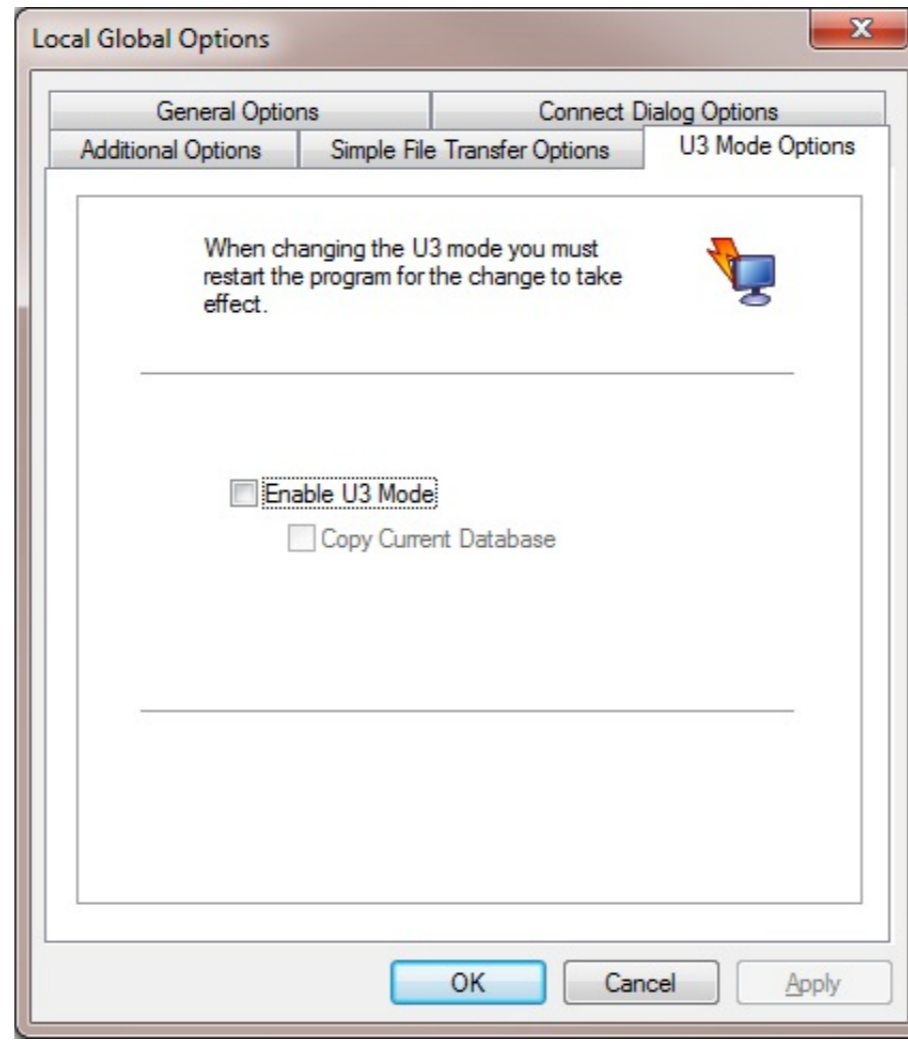 Local Global Options
General Options
Connect Dialog Options
Additional Options
Simple File Transfer Options
U3 Mode Options
When changing the U3 mode you must
restart the program for the change to take
effect.
Enable U3 Mode
Copy Current Database
OK
Cancel
Apply